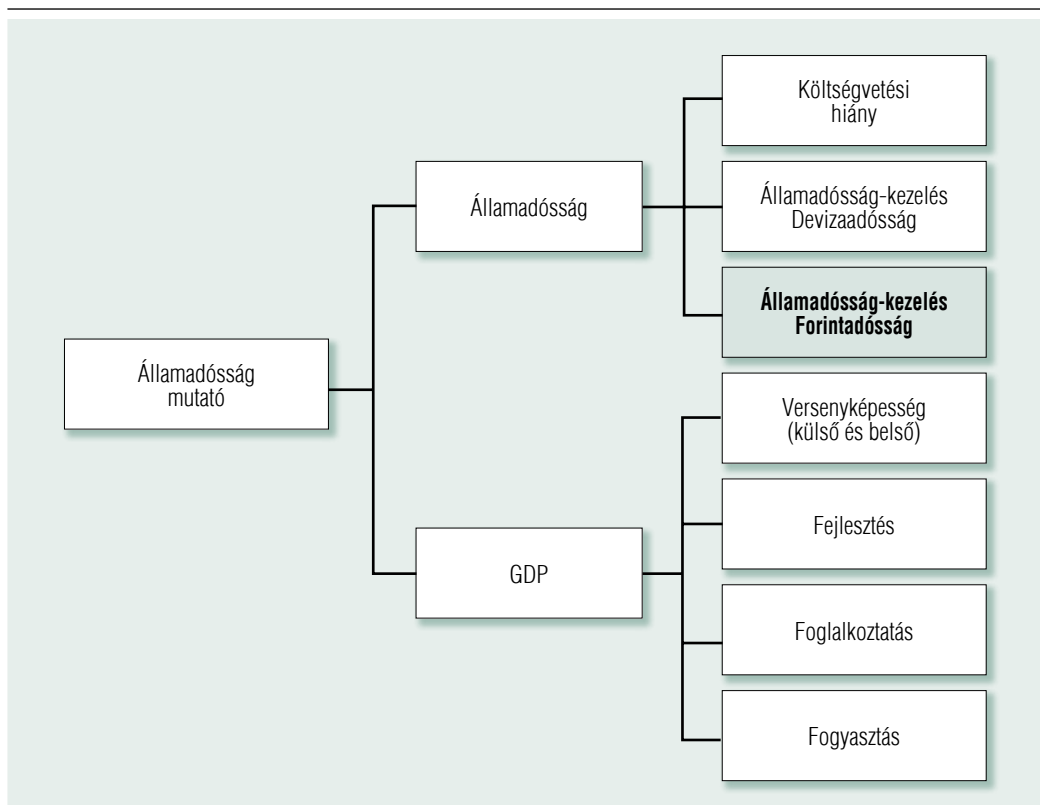 Költségvetési
hiány
Államadósság
Államadósság-kezelés
Devizaadósság
Államadósság-kezelés
Forintadósság
Államadósság
mutató
Versenyképesség
(külső és belső)
Fejlesztés
GDP
Foglalkoztatás
Fogyasztás